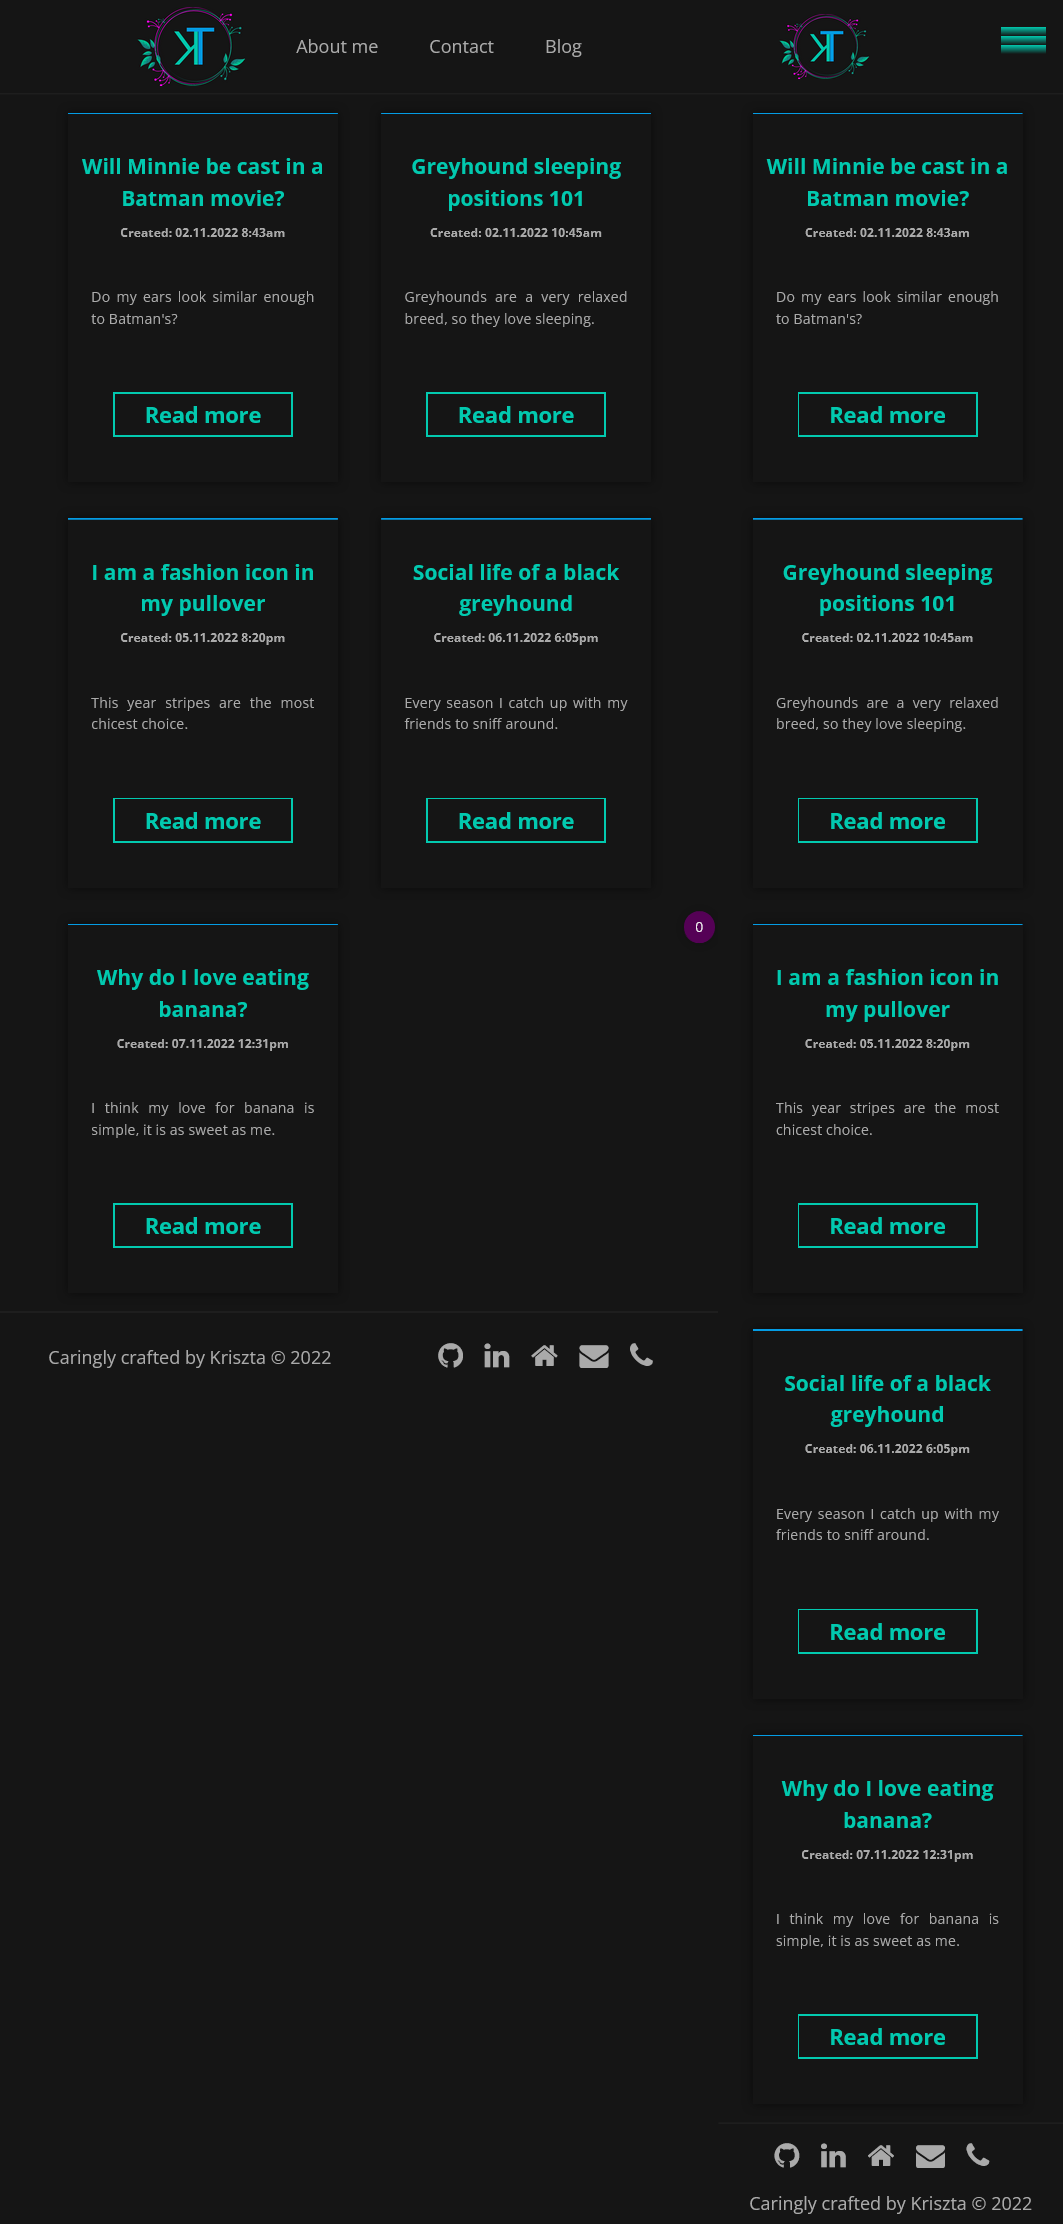 KT
About me
Contact
Blog
Will Minnie be cast in a
Batman movie?
Created: 02.11.2022 8:43am
Do my ears look similar enough
to Batman's?
Read more
Greyhound sleeping
positions 101
Created: 02.11.2022 10:45am
Greyhounds are a very relaxed
breed, so they love sleeping.
Read more
I am a fashion icon in
my pullover
Created: 05.11.2022 8:20pm
This year stripes are the most
chicest choice.
Read more
Social life of a black
greyhound
Created: 06.11.2022 6:05pm
Every season I catch up with my
friends to sniff around.
Read more
Why do I love eating
banana?
Created: 07.11.2022 12:31pm
I think my love for banana is
simple, it is as sweet as me.
Read more
0
Caringly crafted by Kriszta © 2022
in
KT
Will Minnie be cast in a
Batman movie?
Created: 02.11.2022 8:43am
Do my ears look similar enough
to Batman's?
Read more
Greyhound sleeping
positions 101
Created: 02.11.2022 10:45am
Greyhounds are a very relaxed
breed, so they love sleeping.
Read more
I am a fashion icon in
my pullover
Created: 05.11.2022 8:20pm
This year stripes are the most
chicest choice.
Read more
Social life of a black
greyhound
Created: 06.11.2022 6:05pm
Every season I catch up with my
friends to sniff around.
Read more
Why do I love eating
banana?
Created: 07.11.2022 12:31pm
I think my love for banana is
simple, it is as sweet as me.
Read more
in
Caringly crafted by Kriszta © 2022